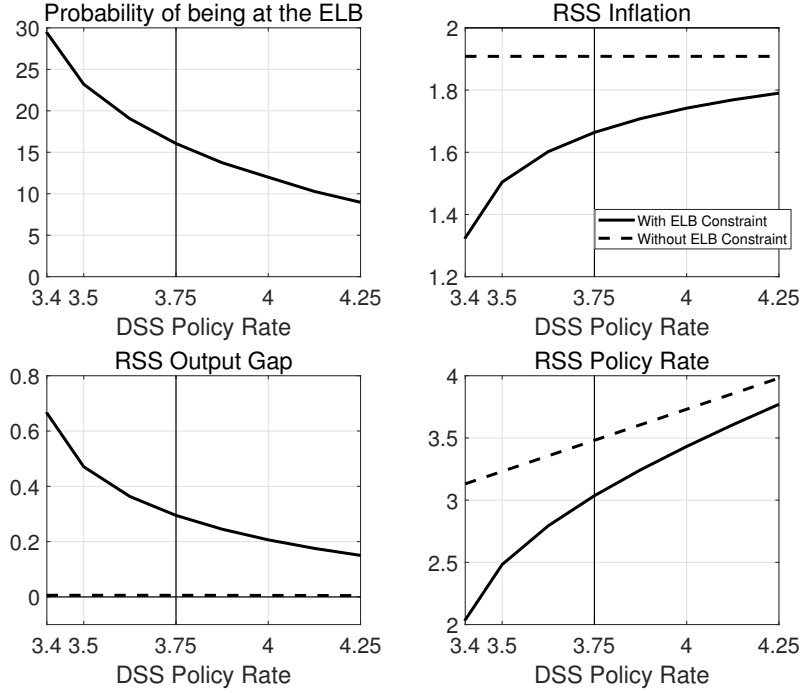 Probability of being at the ELB
30
25
20
15
10
5
0
3.4 3.5 3.75 4 4.25
DSS Policy Rate
RSS Inflation
2
1.8
1.6
1.4
1.2
With ELB Constraint
Without ELB Constraint
3.4 3.5 3.75 4 4.25
DSS Policy Rate
RSS Output Gap
0.8
0.6
0.4
0.2
0
3.4 3.5 3.75 4 4.25
DSS Policy Rate
RSS Policy Rate
4
3.5
3
2.5
2
3.4 3.5 3.75 4 4.25
DSS Policy Rate